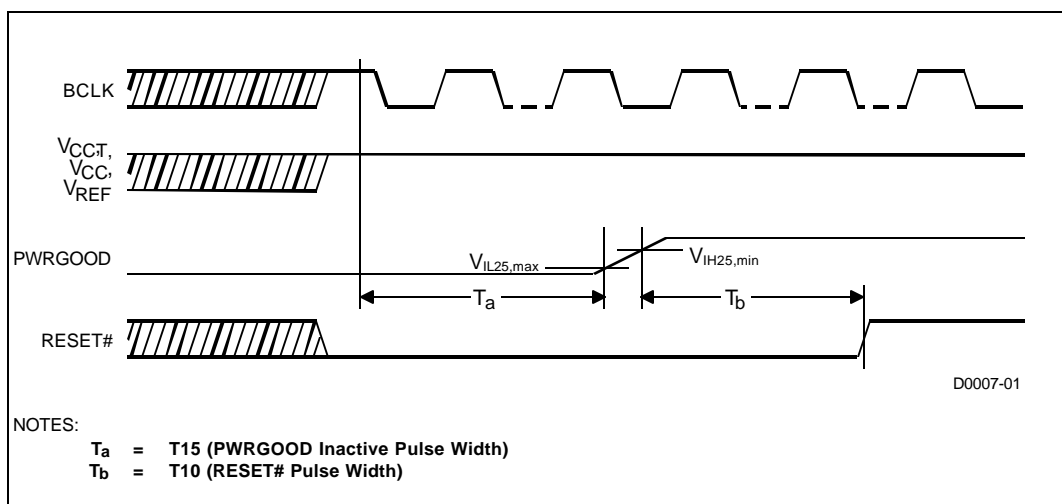 BCLK
VCCT,
VCC,
VREF
PWRGOOD
VIL25,max
VIH25,min
Ta
Tb
RESET#
D0007-01
NOTES:
Ta = T15 (PWRGOOD Inactive Pulse Width)
Tb = T10 (RESET# Pulse Width)